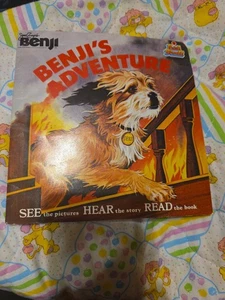 Benji
BENJI'S
ADVENTURE
SEE the pictures HEAR the story READ the book